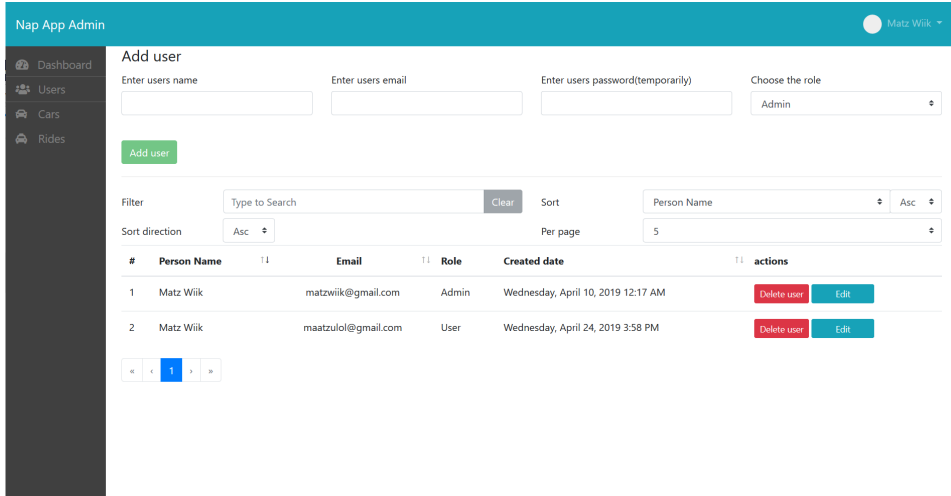 Nap App Admin
Matz Wiik
Dashboard
Users
Cars
Rides
Add user
Enter users name Enter users email Enter users password(temporarily) Choose the role
Admin
Add user
Filter Type to Search Clear Sort Person Name Asc
Sort direction Asc Per page 5
# Person Name Email Role Created date actions
1 Matz Wiik matzwiik@gmail.com Admin Wednesday, April 10, 2019 12:17 AM Delete user Edit
2 Matz Wiik maatzulol@gmail.com User Wednesday, April 24, 2019 3:58 PM Delete user Edit
« ‹ 1 › »